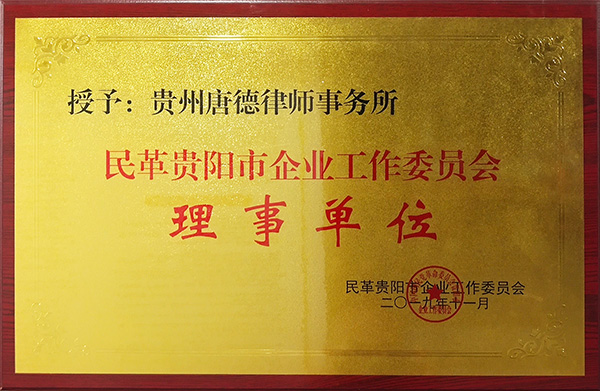 授予：贵州唐德律师事务所
民革贵阳市企业工作委员会
理事单位
民革贵阳市企业工作委员会
二〇一九年十一月